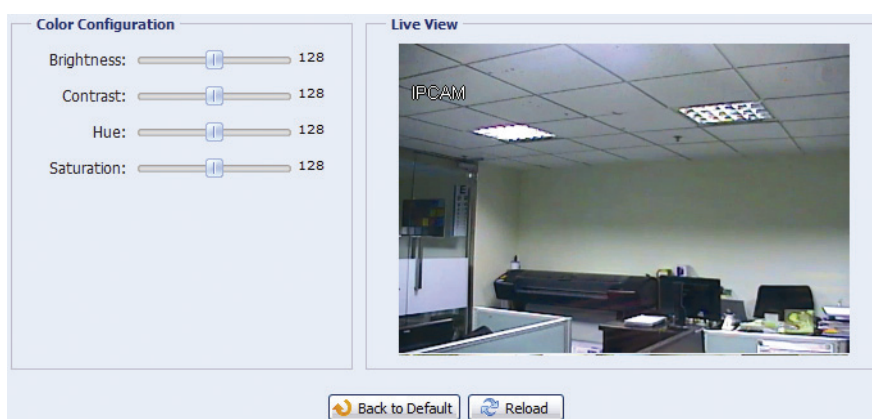 Color Configuration
Brightness: 128
Contrast: 128
Hue: 128
Saturation: 128
Live View
IPCAM
Back to Default
Reload